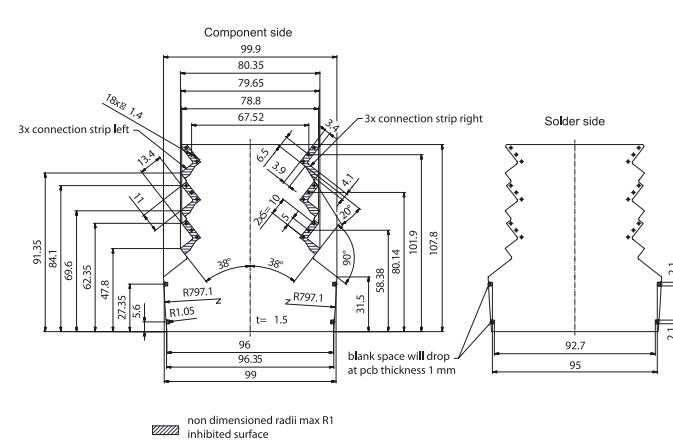 Component side
99.9
80.35
79.65
78.8
67.52
18x⌀ 1.4
3x connection strip left
3x connection strip right
Solder side
3.4
6.5
3.9
13.4
11
4.1
20°
2x5= 10
5
90°
38°
38°
91.35
84.1
69.6
62.35
47.8
27.35
5.6
R797.1
R797.1
z
z
R1.05
t= 1.5
31.5
58.38
80.14
101.9
107.8
96
96.35
99
blank space will drop
at pcb thickness 1 mm
92.7
95
2.1
2.1
non dimensioned radii max R1
inhibited surface